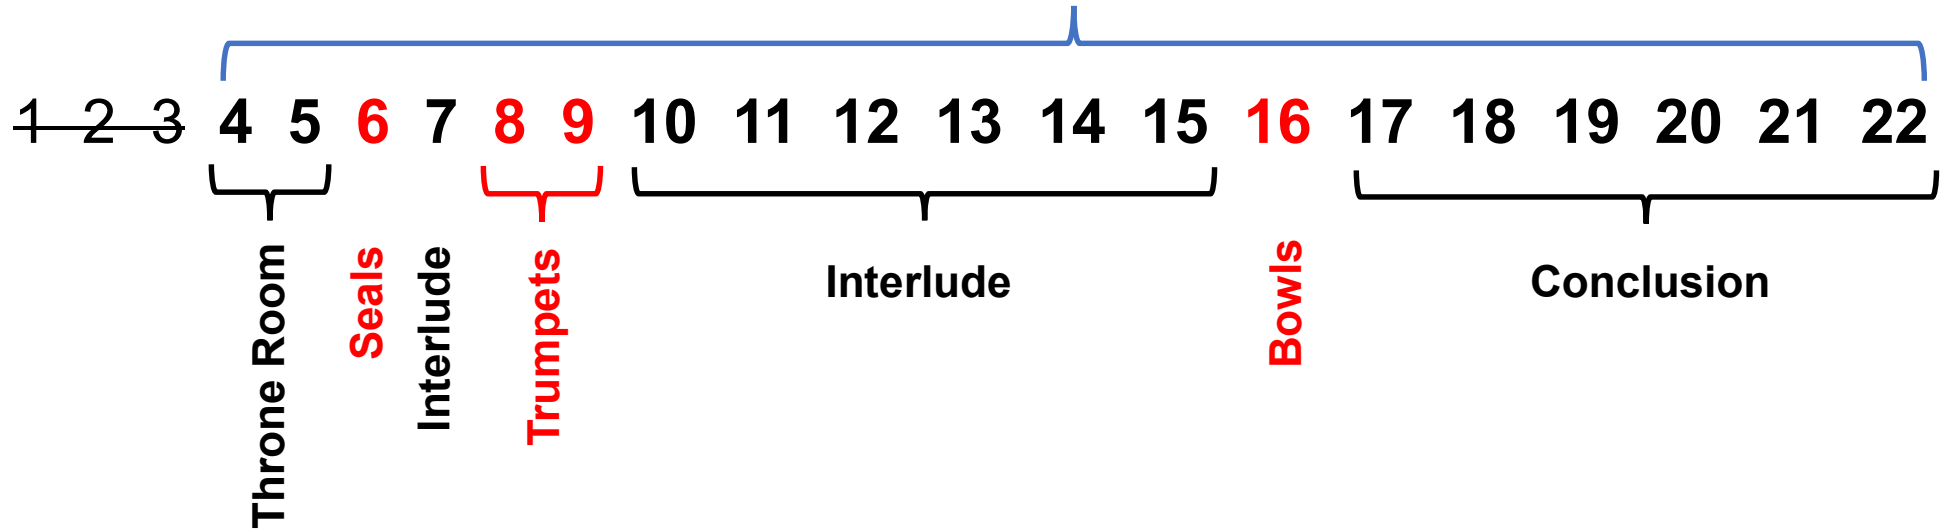 1 2 3 4 5 6 7 8 9 10 11 12 13 14 15 16 17 18 19 20 21 22
Throne Room
Seals
Interlude
Trumpets
Interlude
Bowls
Conclusion